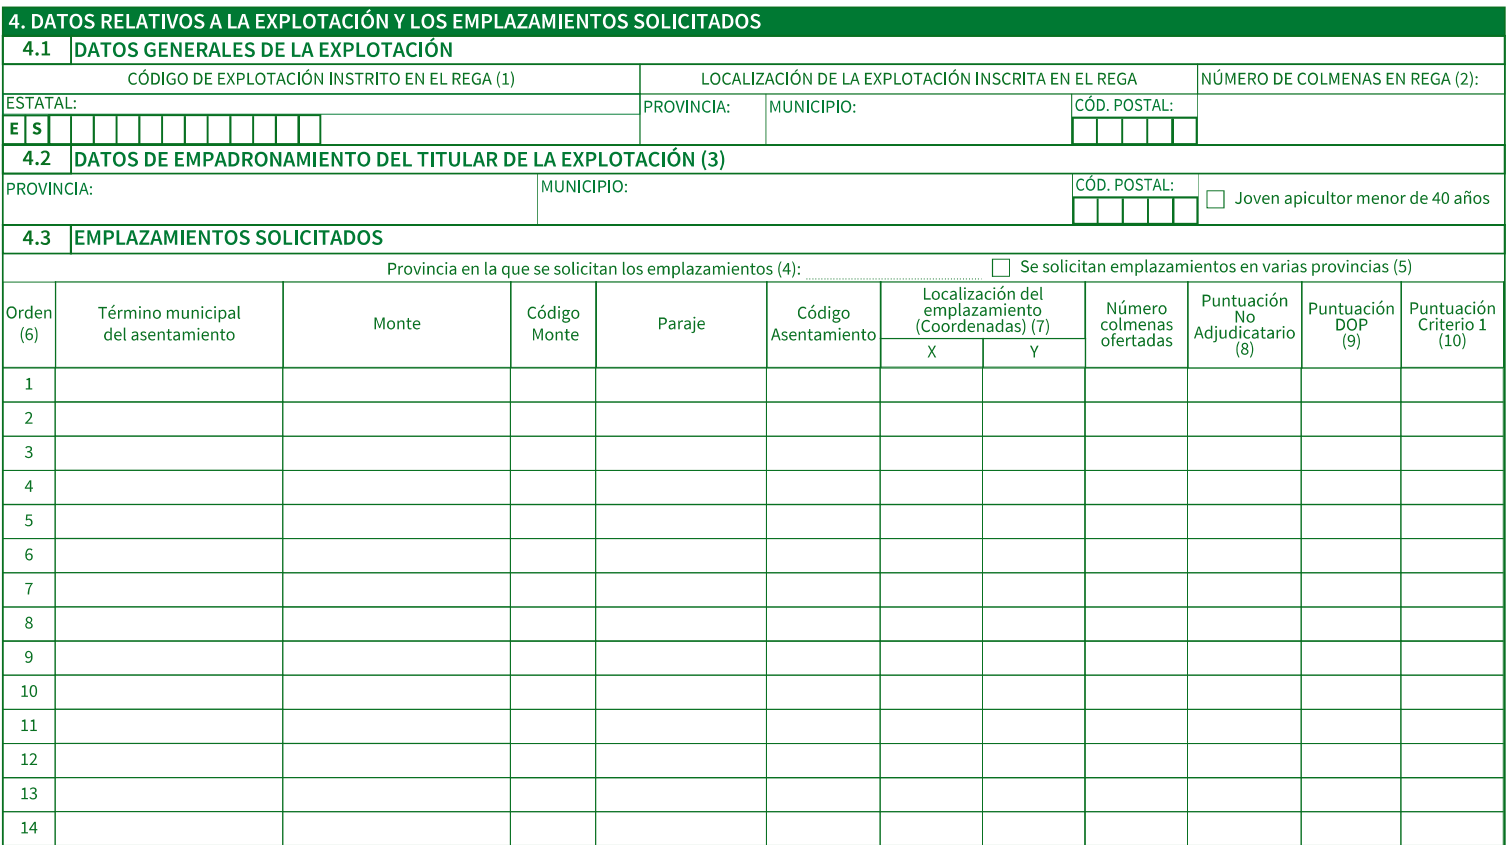 4. DATOS RELATIVOS A LA EXPLOTACIÓN Y LOS EMPLAZAMIENTOS SOLICITADOS
4.1 DATOS GENERALES DE LA EXPLOTACIÓN
CÓDIGO DE EXPLOTACIÓN INSTRITO EN EL REGA (1) LOCALIZACIÓN DE LA EXPLOTACIÓN INSCRITA EN EL REGA NÚMERO DE COLMENAS EN REGA (2):
ESTATAL: PROVINCIA: MUNICIPIO: CÓD. POSTAL:
E S
4.2 DATOS DE EMPADRONAMIENTO DEL TITULAR DE LA EXPLOTACIÓN (3)
PROVINCIA: MUNICIPIO: CÓD. POSTAL: Joven apicultor menor de 40 años
4.3 EMPLAZAMIENTOS SOLICITADOS
Provincia en la que se solicitan los emplazamientos (4): Se solicitan emplazamientos en varias provincias (5)
Orden
(6)
Término municipal
del asentamiento
Monte
Código
Monte
Paraje
Código
Asentamiento
Localización del
emplazamiento
(Coordenadas) (7)
X Y
Número
colmenas
ofertadas
Puntuación
No
Adjudicatario
(8)
Puntuación
DOP
(9)
Puntuación
Criterio 1
(10)
1
2
3
4
5
6
7
8
9
10
11
12
13
14